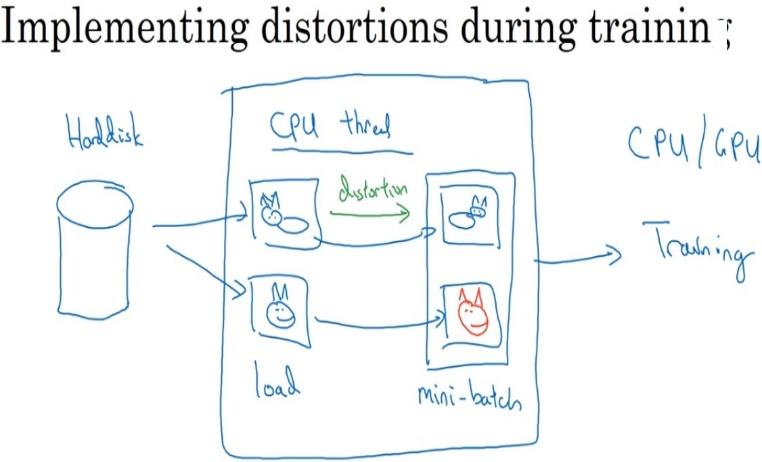 Implementing distortions during trainin
Harddisk
CPU thread
CPU/GPU
distortion
Training
load
mini-batch